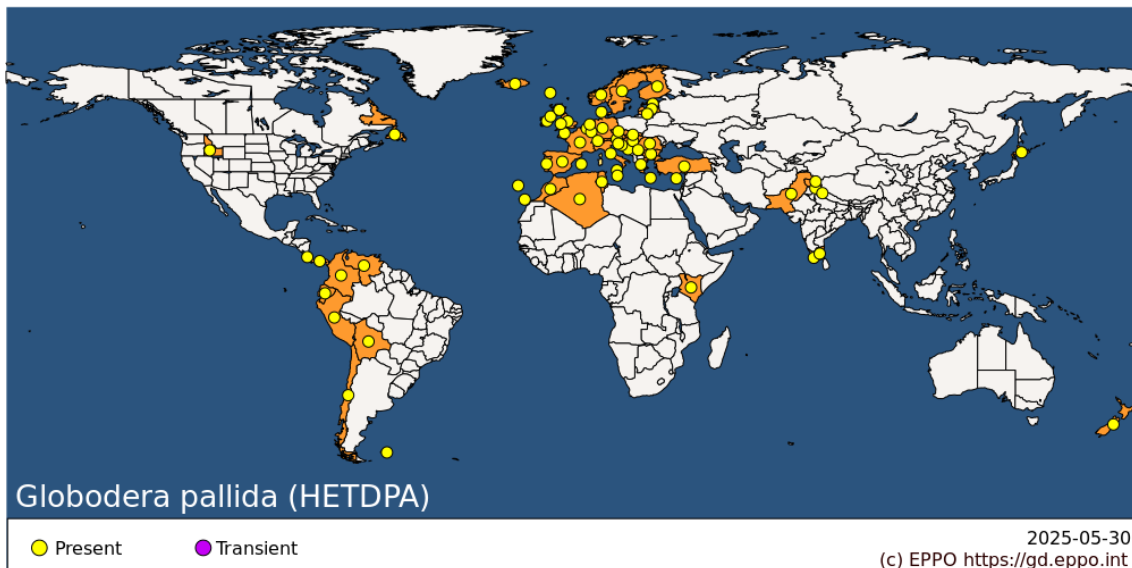 Globodera pallida (HETDPA)
Present
Transient
2025-05-30
(c) EPPO https://gd.eppo.int